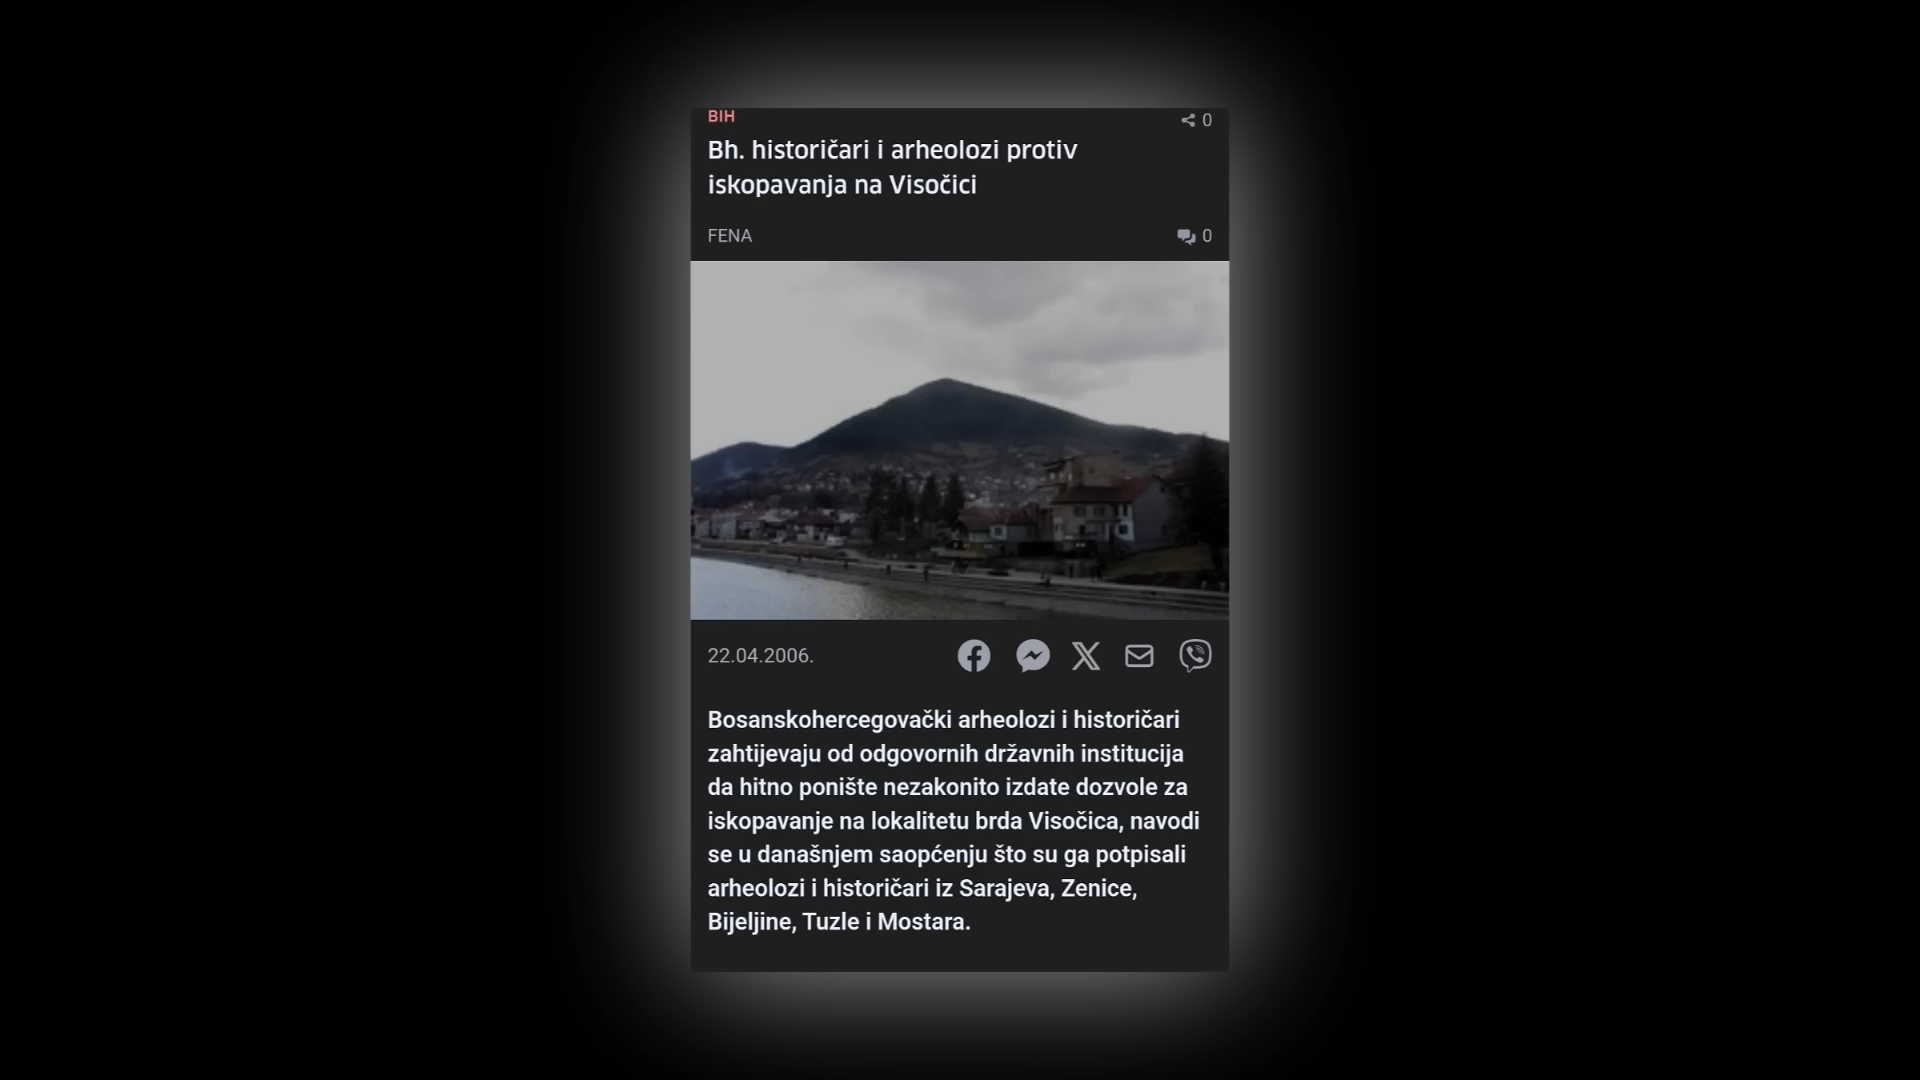 BIH
0
Bh. historičari i arheolozi protiv
iskopavanja na Visočici
FENA
0
22.04.2006.
Bosanskohercegovački arheolozi i historičari
zahtijevaju od odgovornih državnih institucija
da hitno ponište nezakonito izdate dozvole za
iskopavanje na lokalitetu brda Visočica, navodi
se u današnjem saopćenju što su ga potpisali
arheolozi i historičari iz Sarajeva, Zenice,
Bijeljine, Tuzle i Mostara.